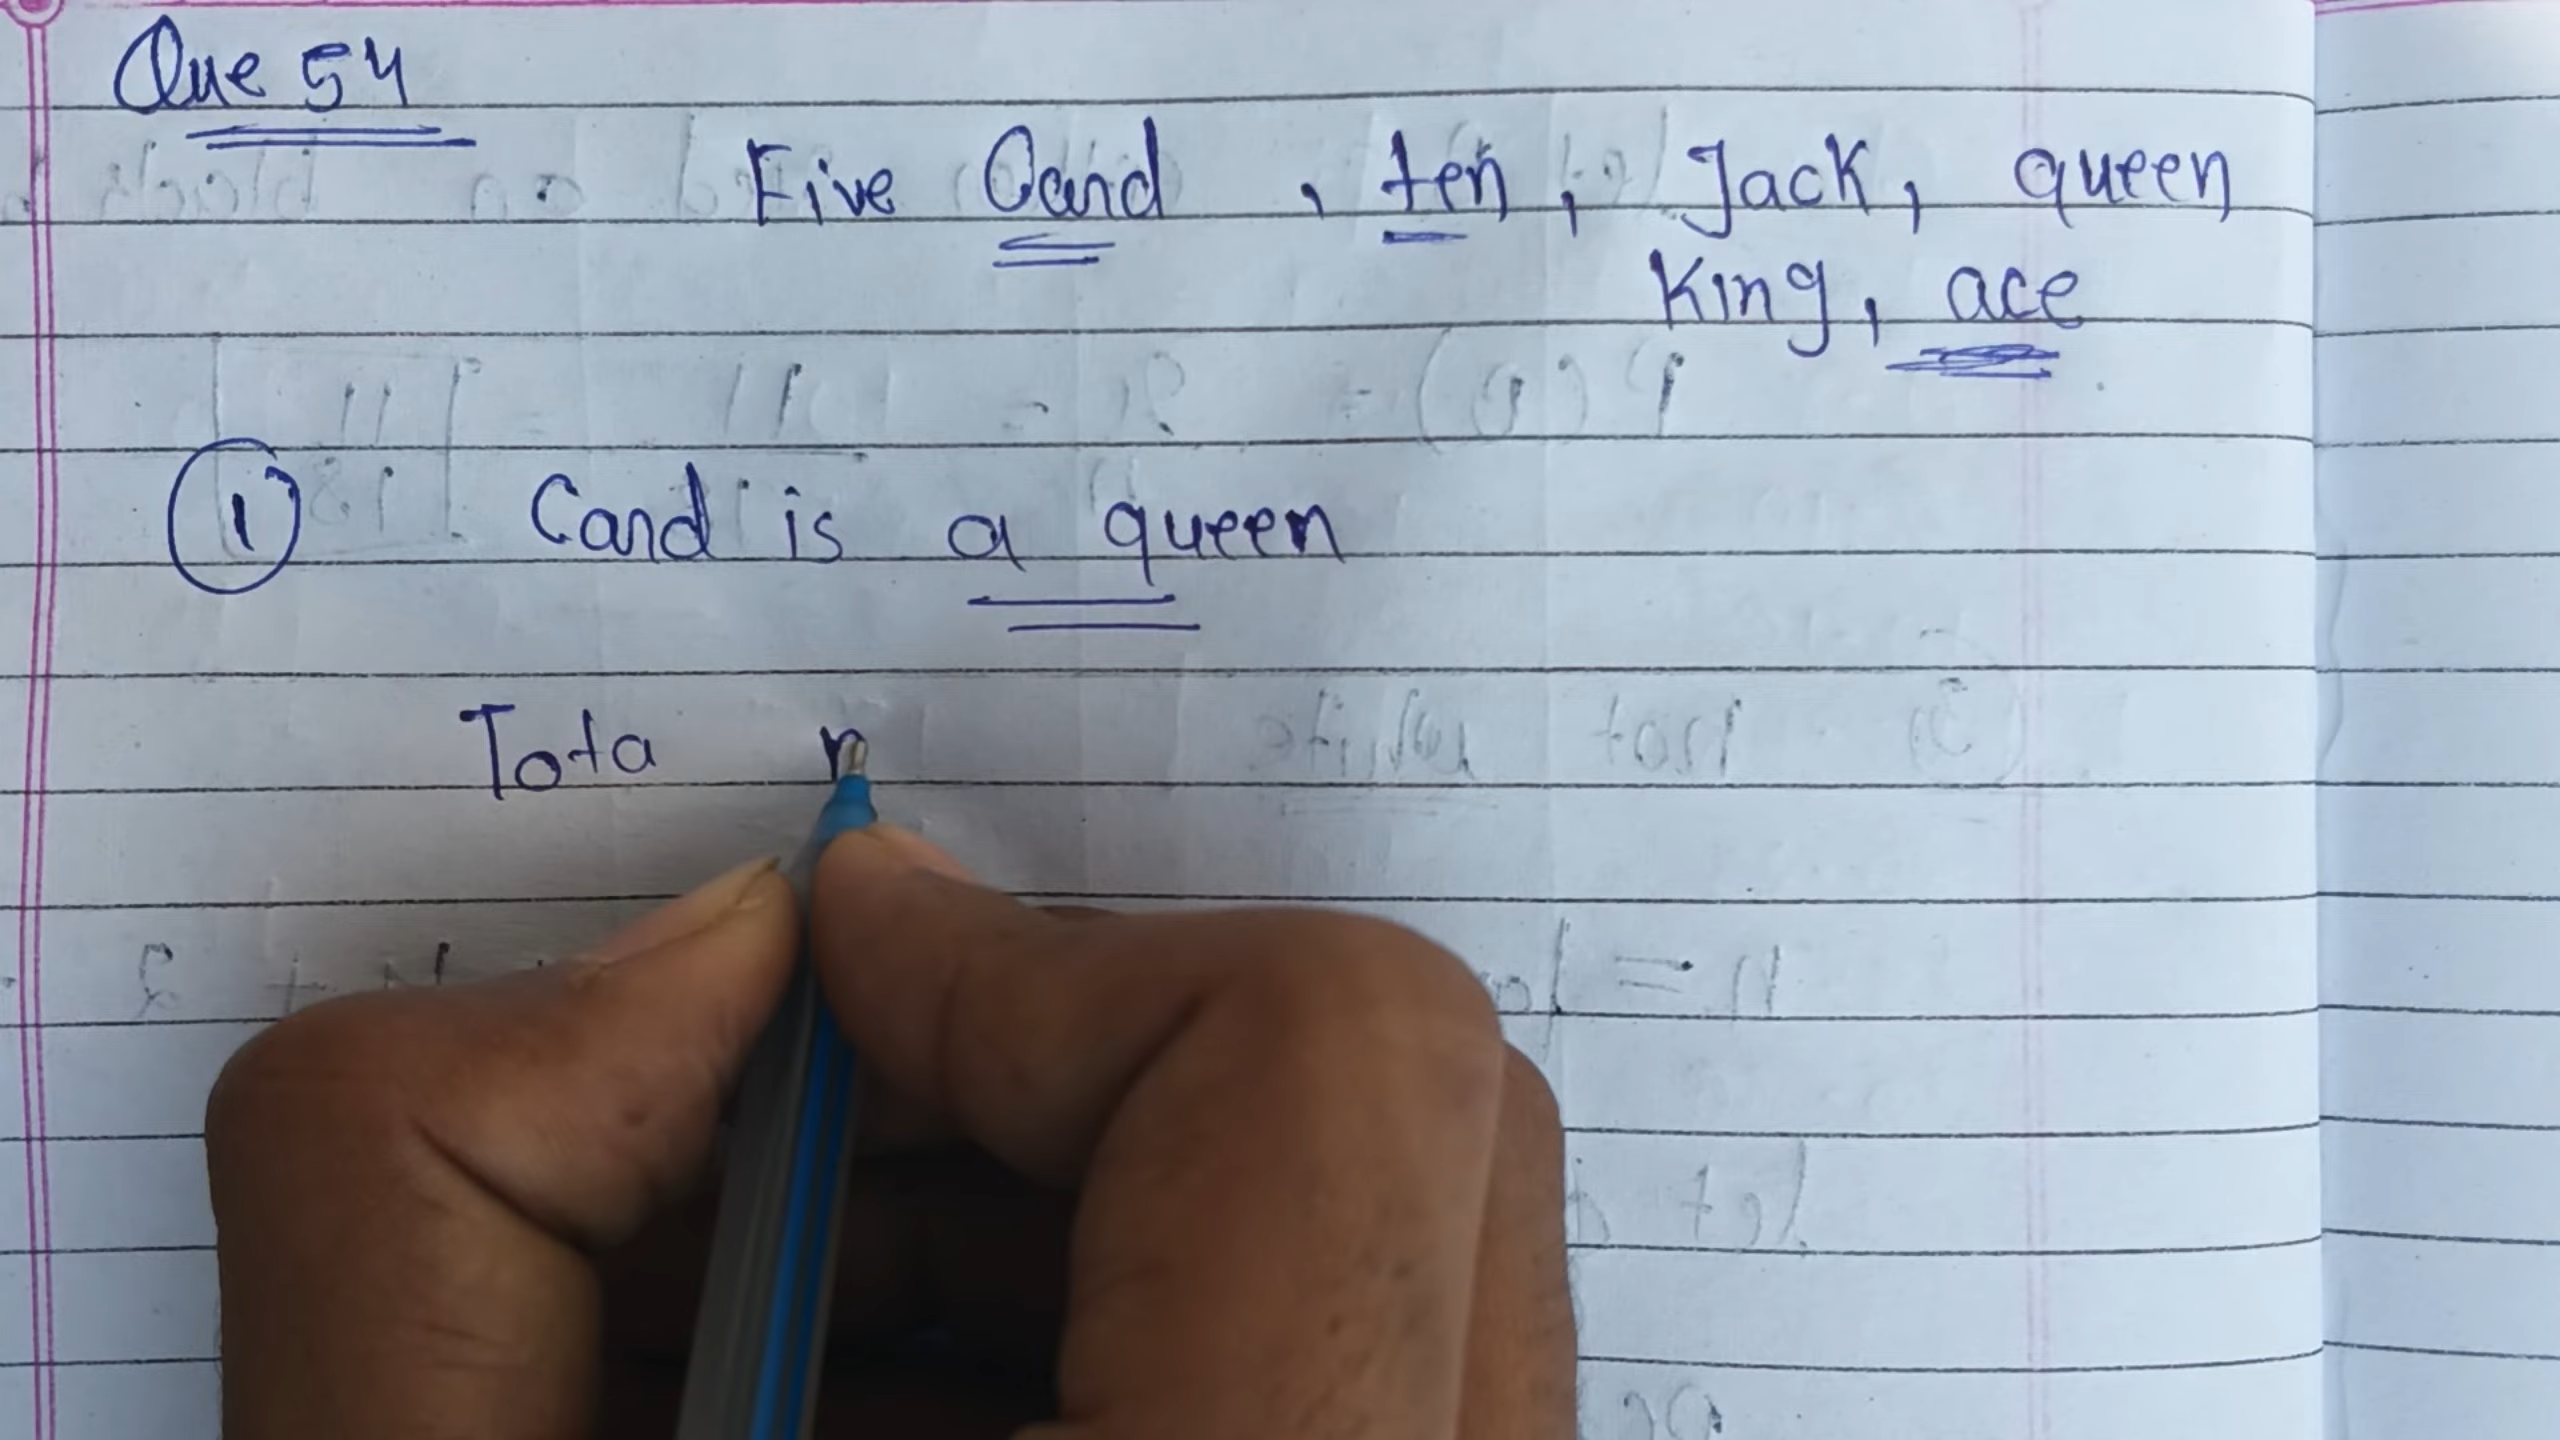 Que 54
Five Card , ten, Jack, queen
King, ace
1 Card is a queen
Tota n